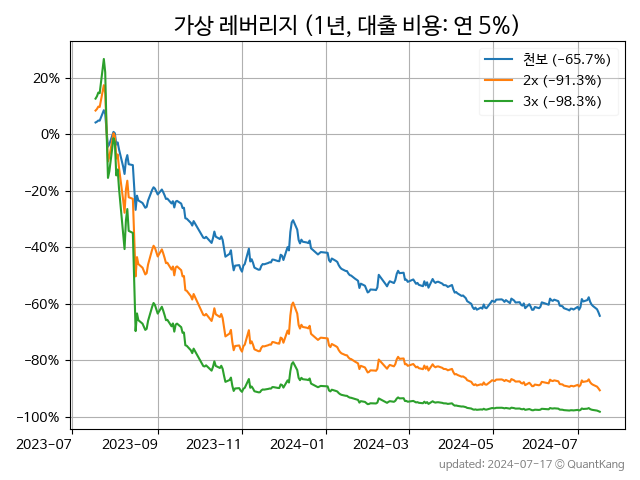 가상 레버리지 (1년, 대출 비용: 연 5%)
천보 (−65.7%)
2x (−91.3%)
3x (−98.3%)
20%
0%
−20%
−40%
−60%
−80%
−100%
2023-07 2023-09 2023-11 2024-01 2024-03 2024-05 2024-07
updated: 2024-07-17 © QuantKang